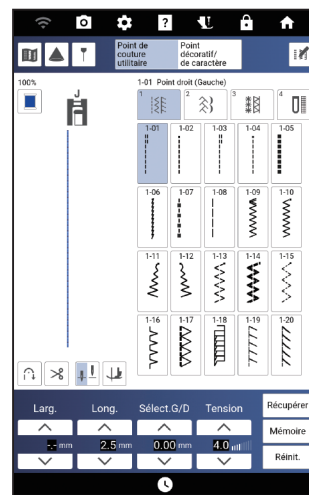 ?
Point de
couture
utilitaire
Point
décoratif/
de caractère
100%
J
1-01 Point droit (Gauche)
1 2 3 4
1-01 1-02 1-03 1-04 1-05
1-06 1-07 1-08 1-09 1-10
1-11 1-12 1-13 1-14 1-15
1-16 1-17 1-18 1-19 1-20
Larg. Long. Sélect.G/D Tension
-.- mm 2.5 mm 0.00 mm 4.0
Récupérer
Mémoire
Réinit.